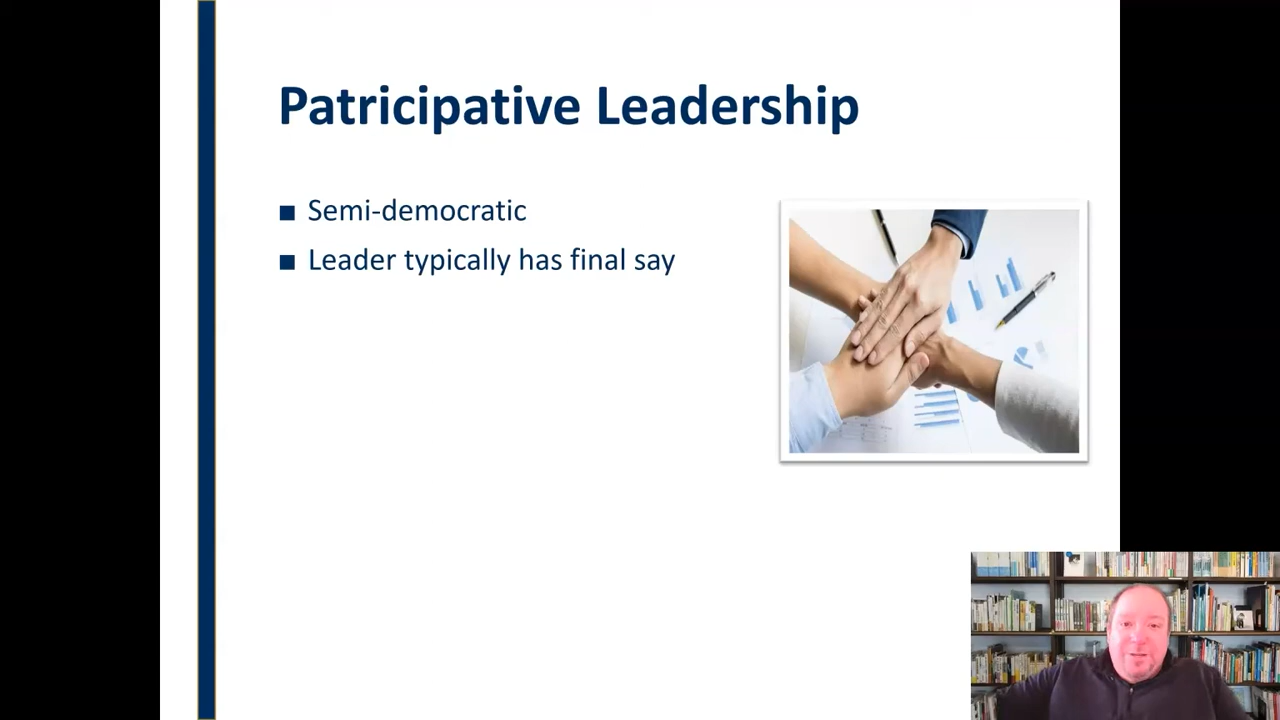 Patricipative Leadership
■ Semi-democratic
■ Leader typically has final say